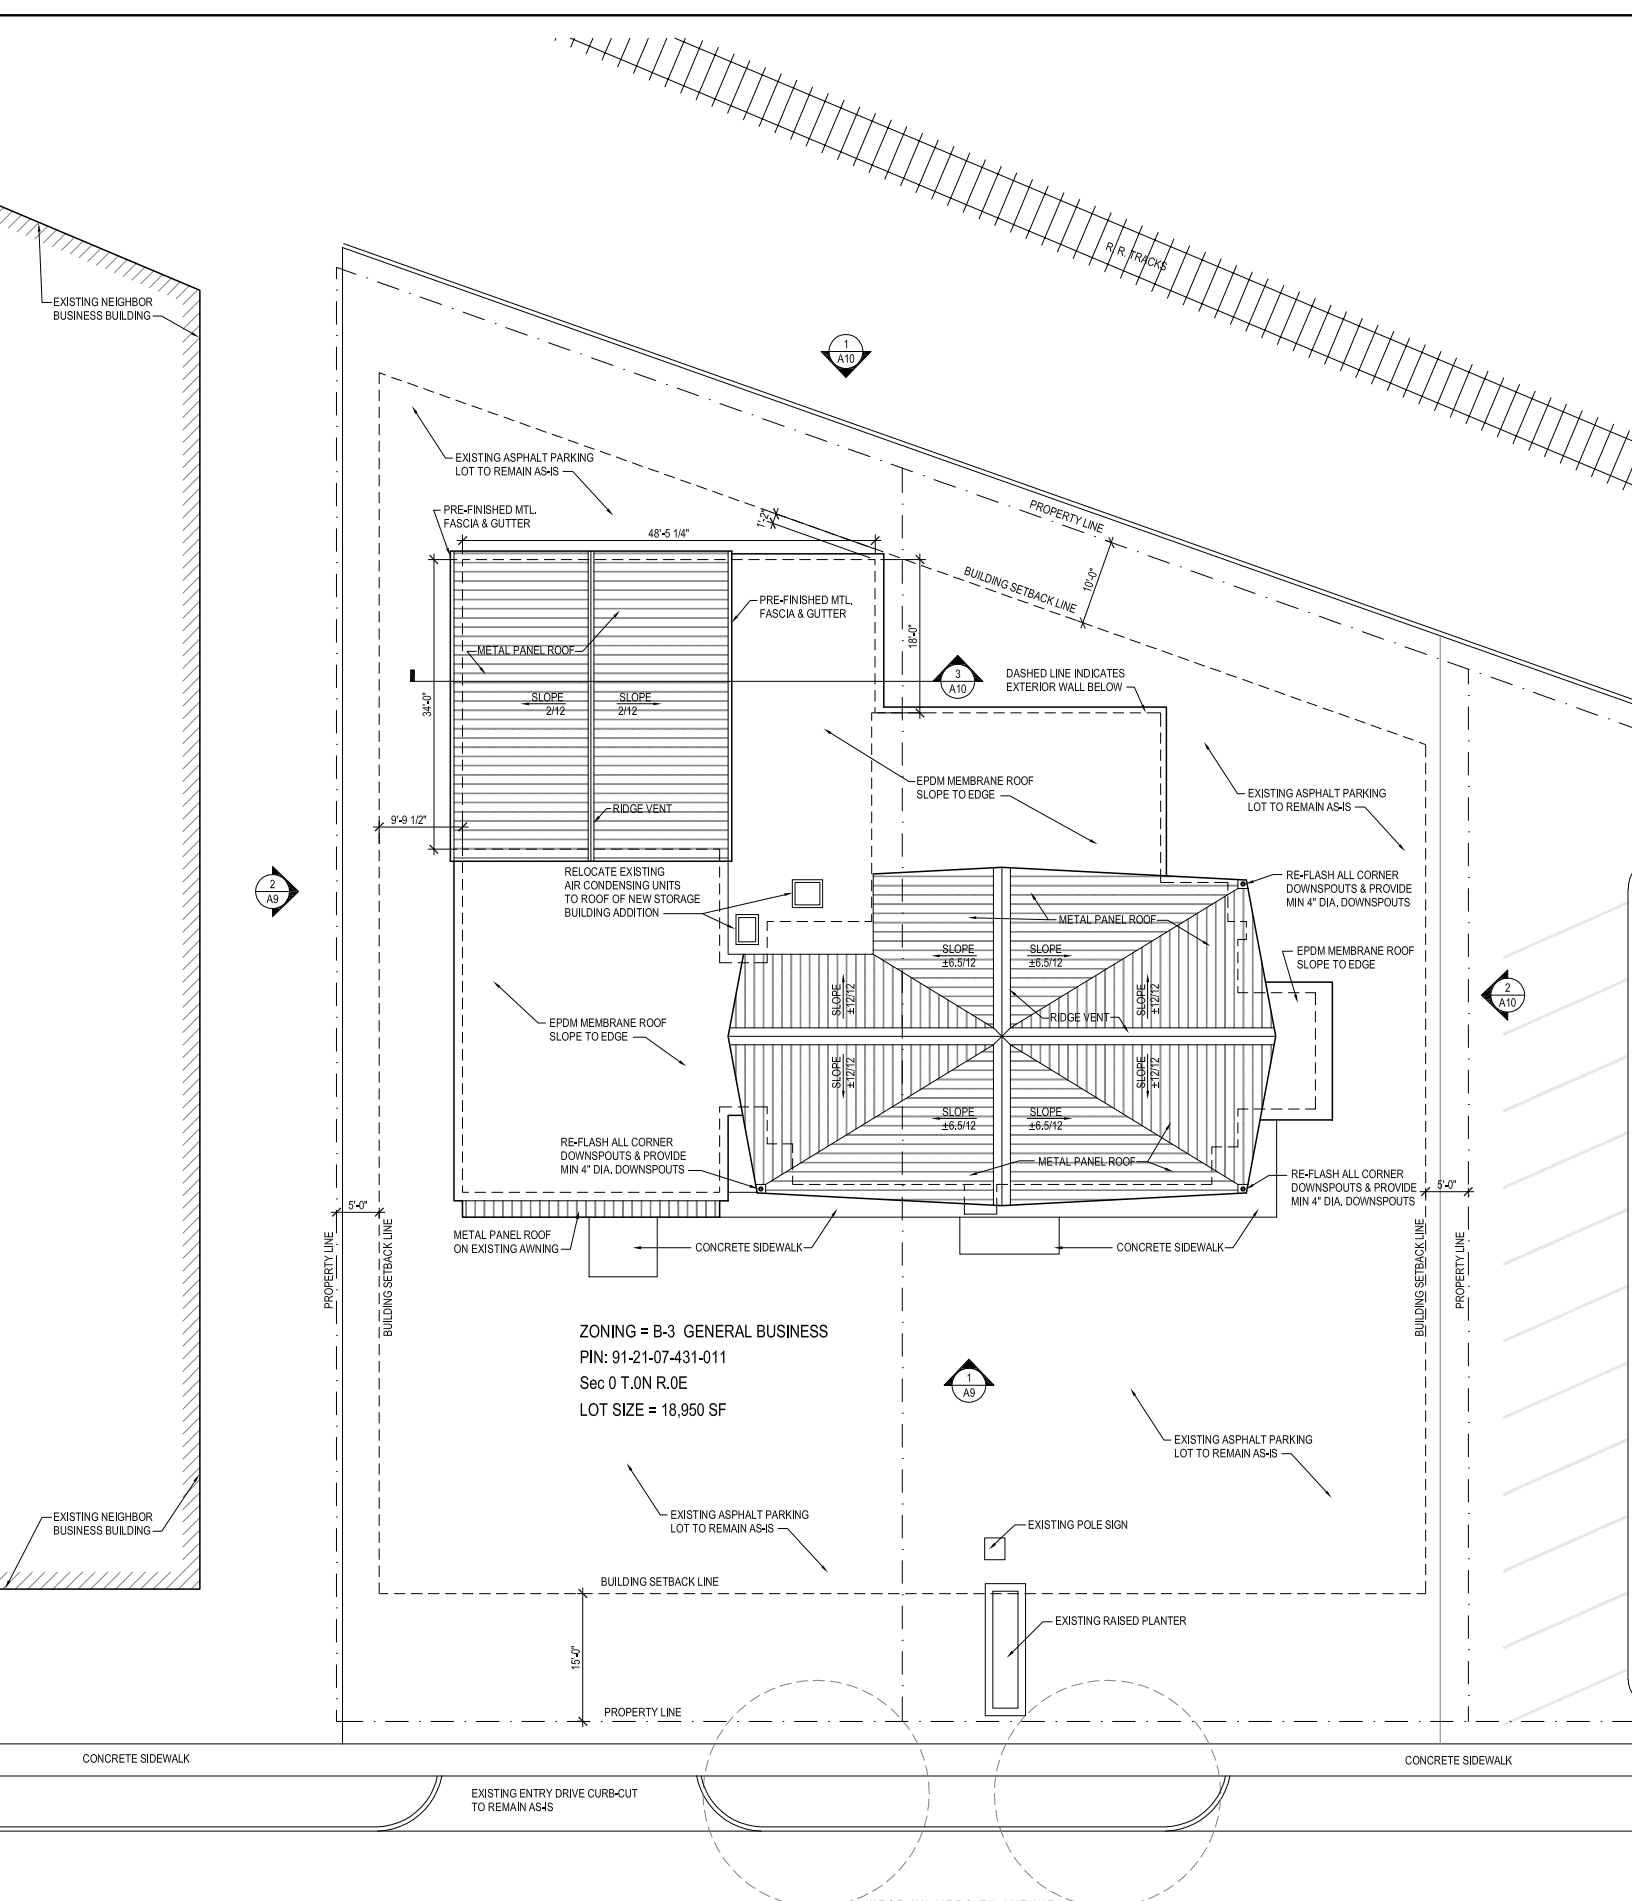 R. R. TRACKS
EXISTING NEIGHBOR
BUSINESS BUILDING
1
A10
EXISTING ASPHALT PARKING
LOT TO REMAIN AS-IS
PRE-FINISHED MTL.
FASCIA & GUTTER
48'-5 1/4"
1'-2"
PROPERTY LINE
BUILDING SETBACK LINE
10'-0"
PRE-FINISHED MTL.
FASCIA & GUTTER
18'-0"
METAL PANEL ROOF
3
A10
DASHED LINE INDICATES
EXTERIOR WALL BELOW
34'-0"
SLOPE
2/12
SLOPE
2/12
EPDM MEMBRANE ROOF
SLOPE TO EDGE
EXISTING ASPHALT PARKING
LOT TO REMAIN AS-IS
RIDGE VENT
9'-9 1/2"
2
A9
RELOCATE EXISTING
AIR CONDENSING UNITS
TO ROOF OF NEW STORAGE
BUILDING ADDITION
RE-FLASH ALL CORNER
DOWNSPOUTS & PROVIDE
MIN 4" DIA. DOWNSPOUTS
METAL PANEL ROOF
SLOPE
±6.5/12
SLOPE
±6.5/12
EPDM MEMBRANE ROOF
SLOPE TO EDGE
SLOPE
±12/12
SLOPE
±12/12
2
A10
EPDM MEMBRANE ROOF
SLOPE TO EDGE
RIDGE VENT
SLOPE
±12/12
SLOPE
±12/12
SLOPE
±6.5/12
SLOPE
±6.5/12
RE-FLASH ALL CORNER
DOWNSPOUTS & PROVIDE
MIN 4" DIA. DOWNSPOUTS
METAL PANEL ROOF
RE-FLASH ALL CORNER
DOWNSPOUTS & PROVIDE
MIN 4" DIA. DOWNSPOUTS
5'-0"
5'-0"
METAL PANEL ROOF
ON EXISTING AWNING
CONCRETE SIDEWALK
CONCRETE SIDEWALK
PROPERTY LINE
BUILDING SETBACK LINE
BUILDING SETBACK LINE
PROPERTY LINE
ZONING = B-3 GENERAL BUSINESS
PIN: 91-21-07-431-011
Sec 0 T.0N R.0E
LOT SIZE = 18,950 SF
1
A9
EXISTING ASPHALT PARKING
LOT TO REMAIN AS-IS
EXISTING NEIGHBOR
BUSINESS BUILDING
EXISTING ASPHALT PARKING
LOT TO REMAIN AS-IS
EXISTING POLE SIGN
BUILDING SETBACK LINE
EXISTING RAISED PLANTER
15'-0"
PROPERTY LINE
CONCRETE SIDEWALK
CONCRETE SIDEWALK
EXISTING ENTRY DRIVE CURB-CUT
TO REMAIN AS-IS